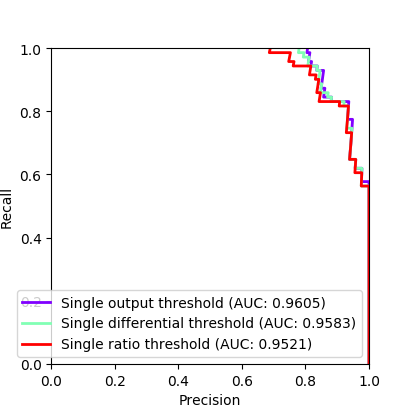 1.0
0.8
0.6
0.4
0.2
0.0
Recall
Single output threshold (AUC: 0.9605)
Single differential threshold (AUC: 0.9583)
Single ratio threshold (AUC: 0.9521)
0.0 0.2 0.4 0.6 0.8 1.0
Precision